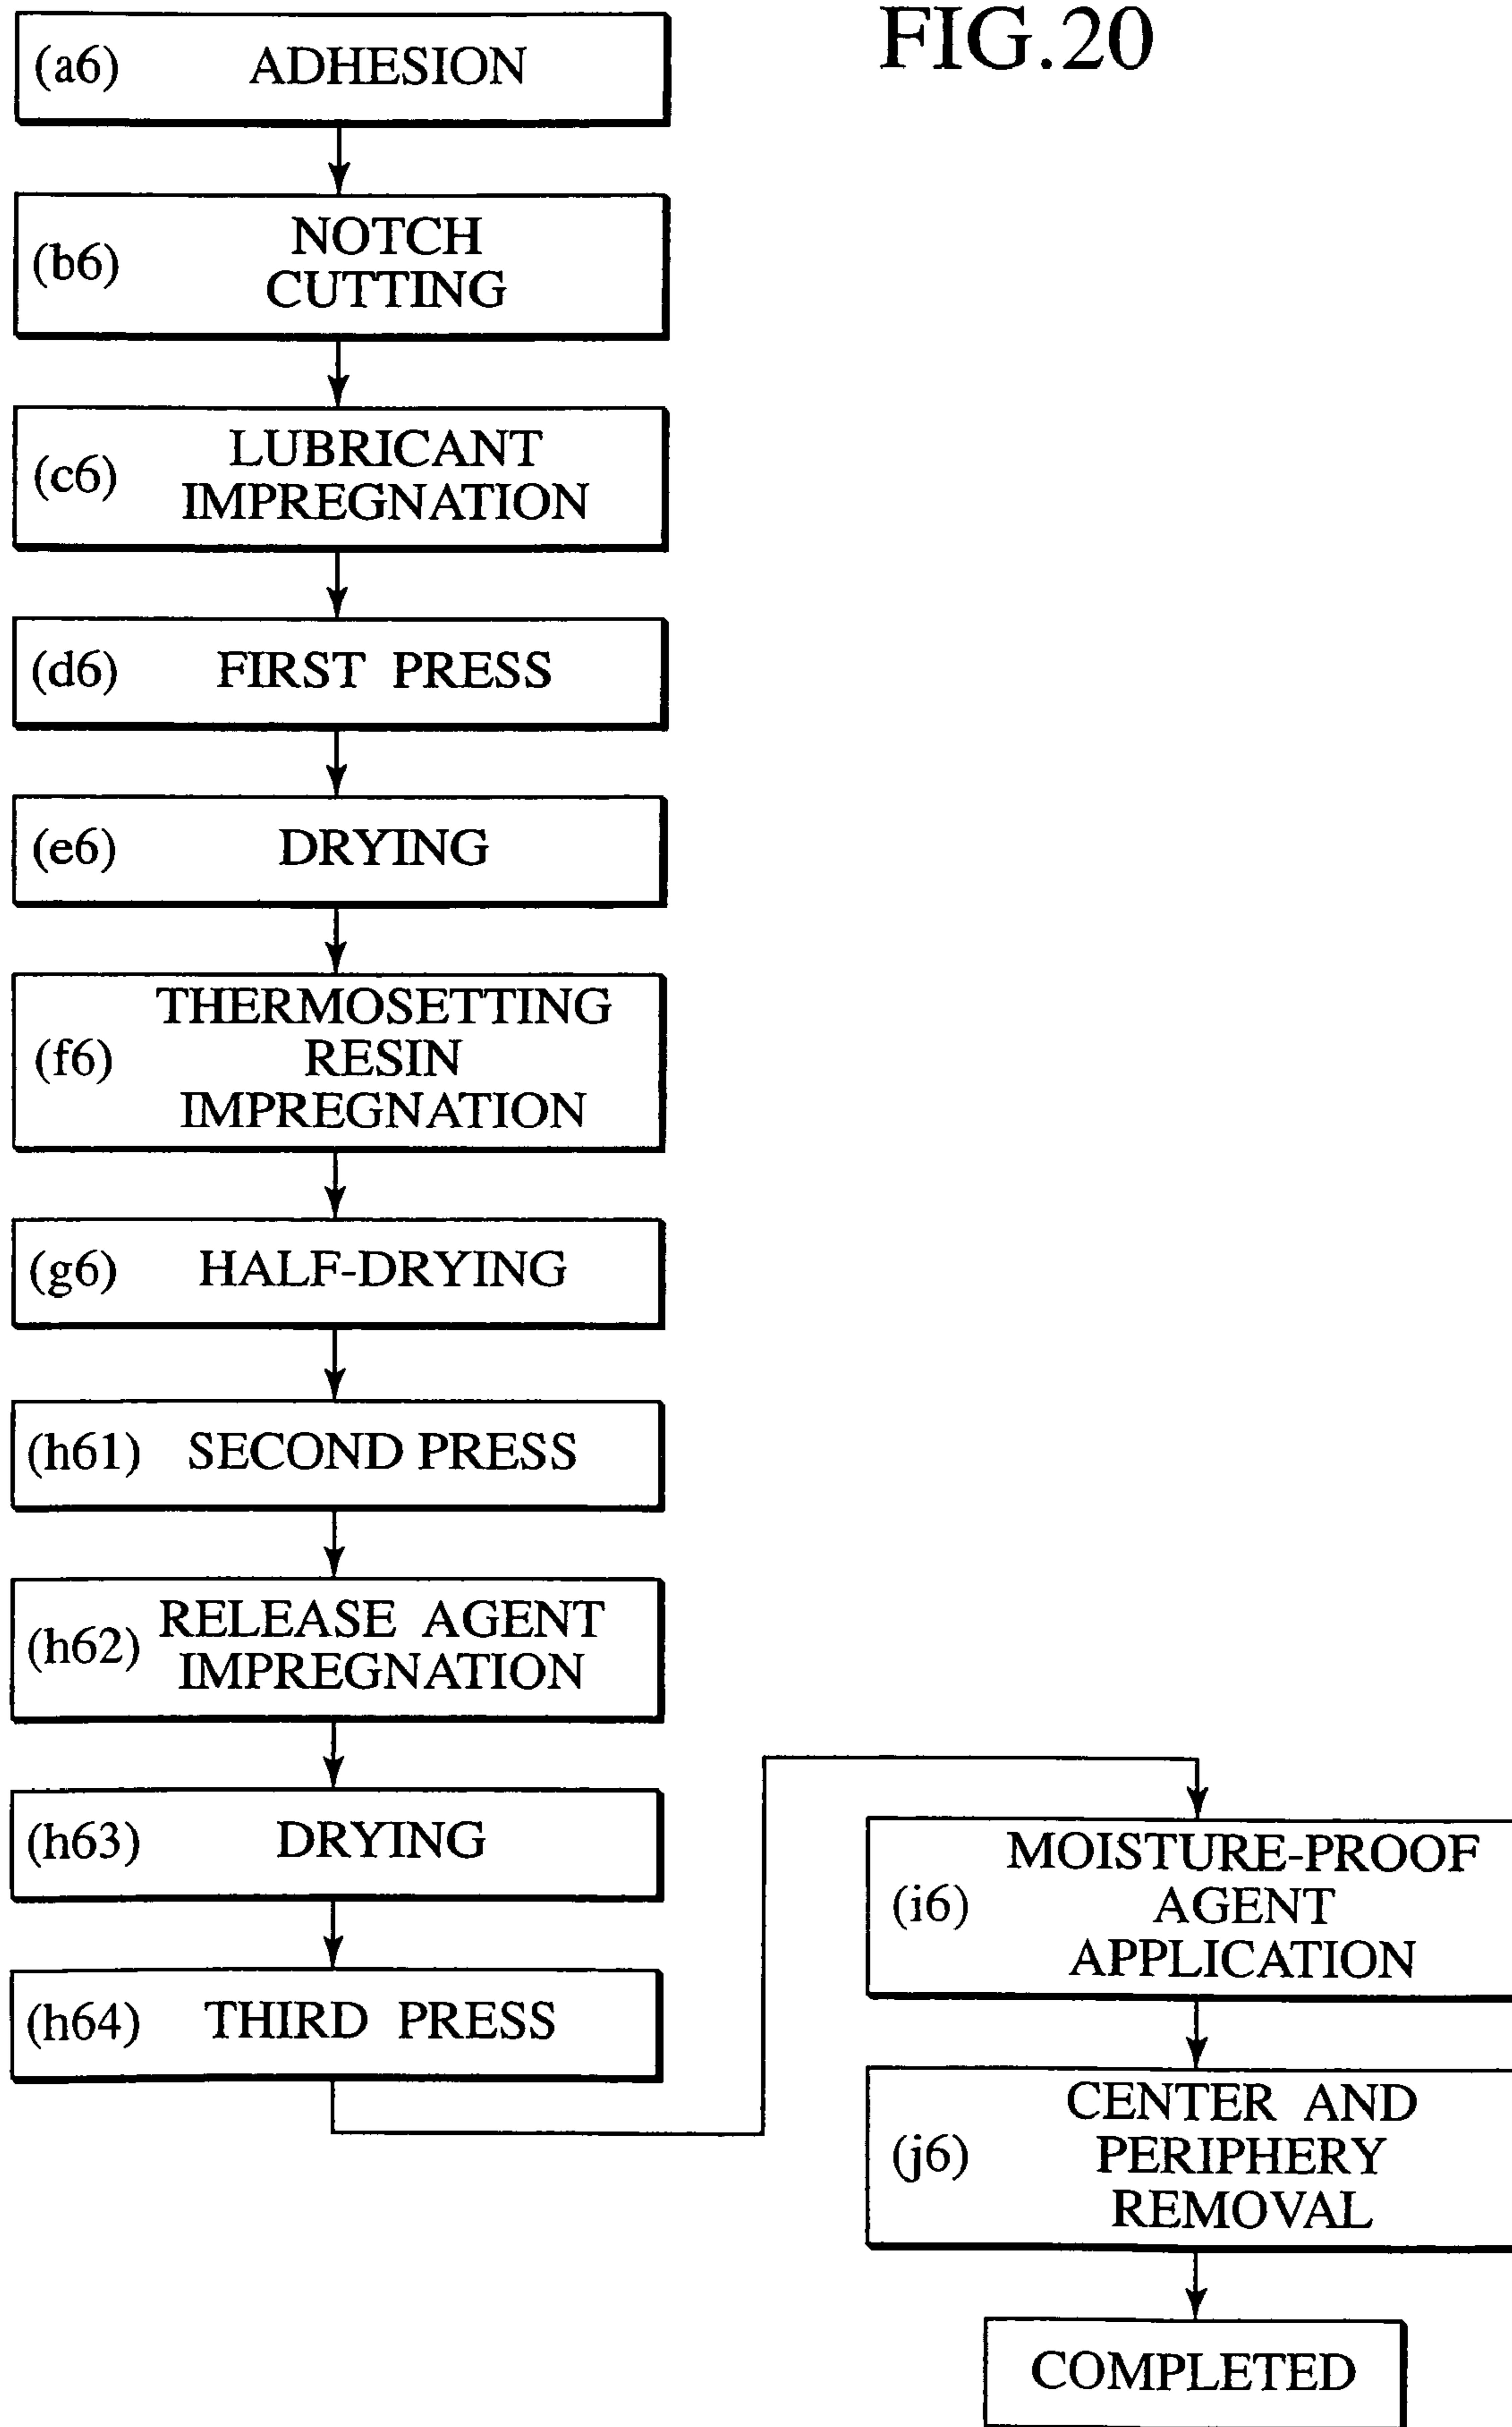 FIG.20
(a6) ADHESION
(b6) NOTCH
CUTTING
(c6) LUBRICANT
IMPREGNATION
(d6) FIRST PRESS
(e6) DRYING
(f6) THERMOSETTING
RESIN
IMPREGNATION
(g6) HALF-DRYING
(h61) SECOND PRESS
(h62) RELEASE AGENT
IMPREGNATION
(h63) DRYING
(h64) THIRD PRESS
(i6) MOISTURE-PROOF
AGENT
APPLICATION
(j6) CENTER AND
PERIPHERY
REMOVAL
COMPLETED